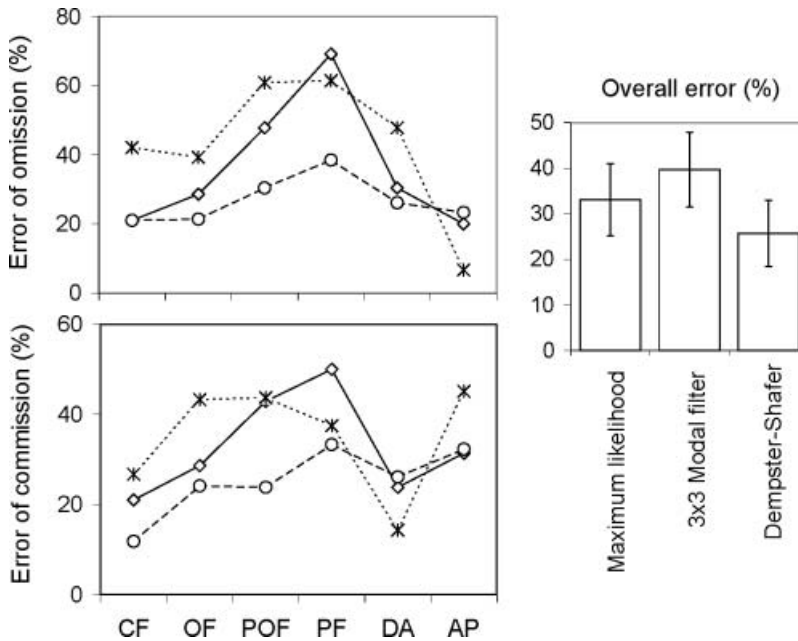 Error of omission (%)
80
60
40
20
0
Error of commission (%)
60
40
20
0
CF OF POF PF DA AP
Overall error (%)
50
40
30
20
10
0
Maximum likelihood
3x3 Modal filter
Dempster-Shafer